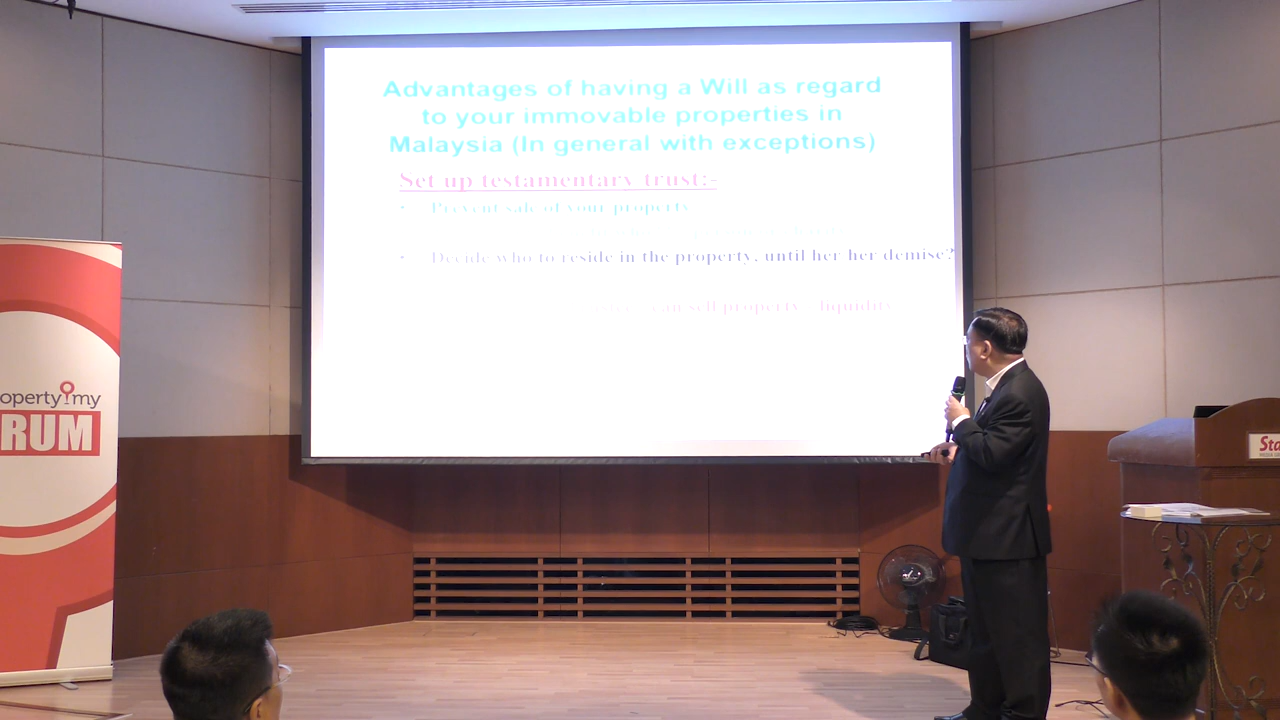 Advantages of having a Will as regard
to your immovable properties in
Malaysia (In general with exceptions)
Set up testamentary trust:-
• Prevent sale of your property
• Decide who to reside in the property, until her her demise?
can sell property liquidity
operty my
RUM
Sta